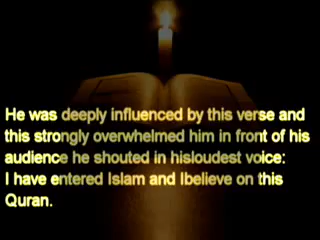 He was deeply influenced by this verse and
this strongly overwhelmed him in front of his
audience he shouted in hisloudest voice:
I have entered Islam and Ibelieve on this
Quran.